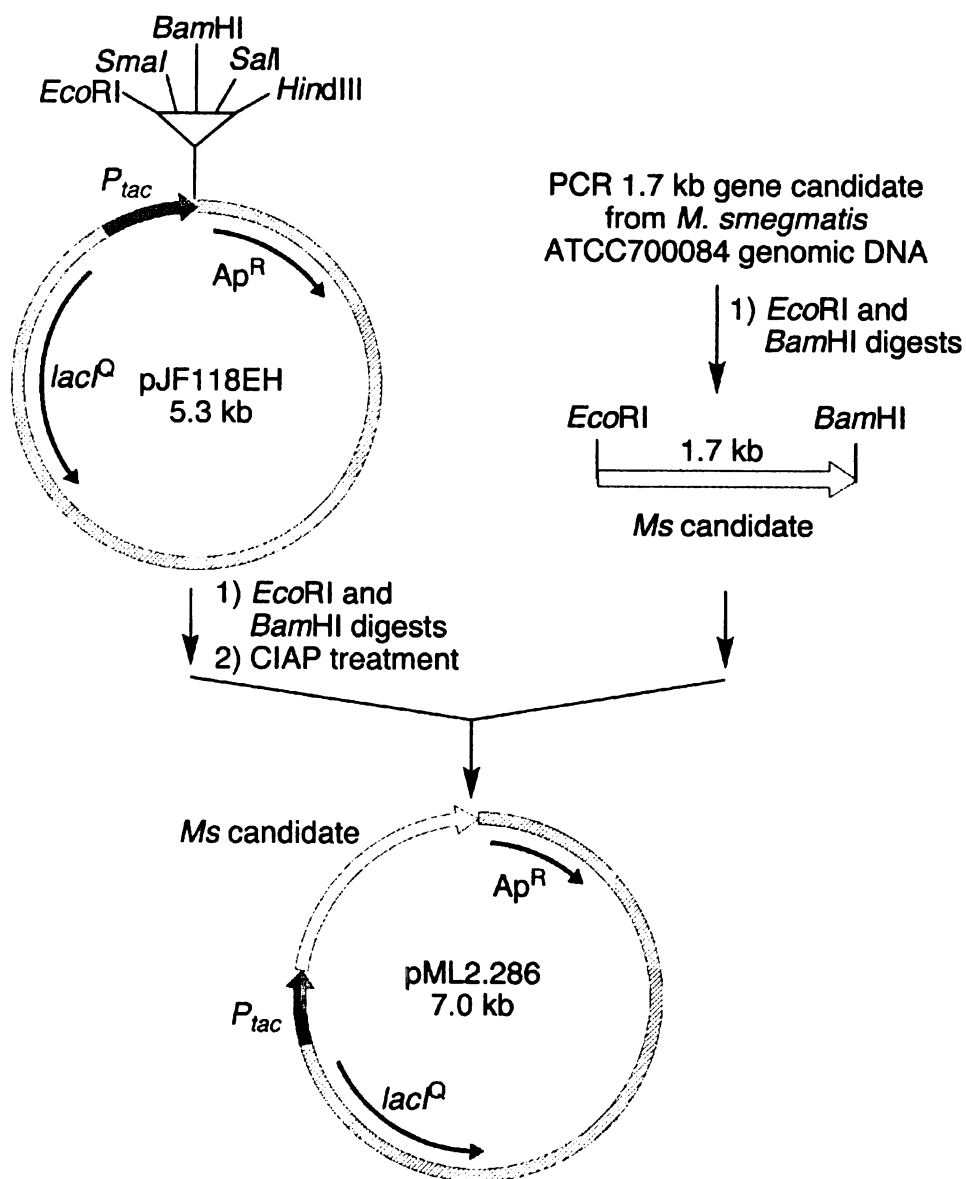 BamHI
SmaI
SalI
EcoRI
HindIII
Ptac
ApR
lacIQ
pJF118EH
5.3 kb
PCR 1.7 kb gene candidate
from M. smegmatis
ATCC700084 genomic DNA
1) EcoRI and
BamHI digests
EcoRI
BamHI
1.7 kb
Ms candidate
1) EcoRI and
BamHI digests
2) CIAP treatment
Ms candidate
ApR
pML2.286
7.0 kb
Ptac
lacIQ